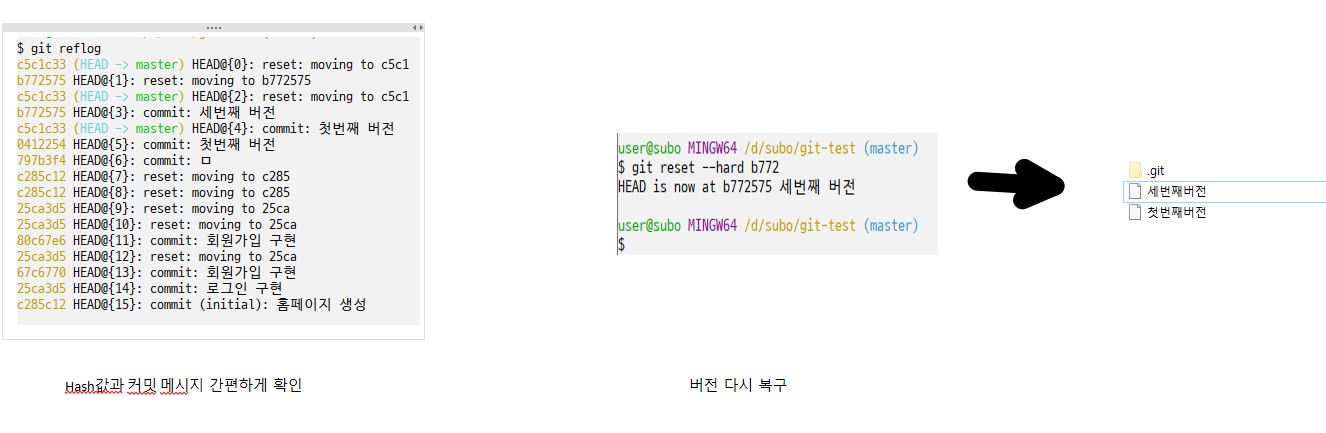 $ git reflog
c5c1c33 (HEAD -> master) HEAD@{0}: reset: moving to c5c1
b772575 HEAD@{1}: reset: moving to b772575
c5c1c33 (HEAD -> master) HEAD@{2}: reset: moving to c5c1
b772575 HEAD@{3}: commit: 세번째 버전
c5c1c33 (HEAD -> master) HEAD@{4}: commit: 첫번째 버전
0412254 HEAD@{5}: commit: 첫번째 버전
797b3f4 HEAD@{6}: commit: ㅁ
c285c12 HEAD@{7}: reset: moving to c285
c285c12 HEAD@{8}: reset: moving to c285
25ca3d5 HEAD@{9}: reset: moving to 25ca
25ca3d5 HEAD@{10}: reset: moving to 25ca
80c67e6 HEAD@{11}: commit: 회원가입 구현
25ca3d5 HEAD@{12}: reset: moving to 25ca
67c6770 HEAD@{13}: commit: 회원가입 구현
25ca3d5 HEAD@{14}: commit: 로그인 구현
c285c12 HEAD@{15}: commit (initial): 홈페이지 생성
Hash값과 커밋 메시지 간편하게 확인
user@subo MINGW64 /d/subo/git-test (master)
$ git reset --hard b772
HEAD is now at b772575 세번째 버전
user@subo MINGW64 /d/subo/git-test (master)
$
버전 다시 복구
.git
세번째버전
첫번째버전